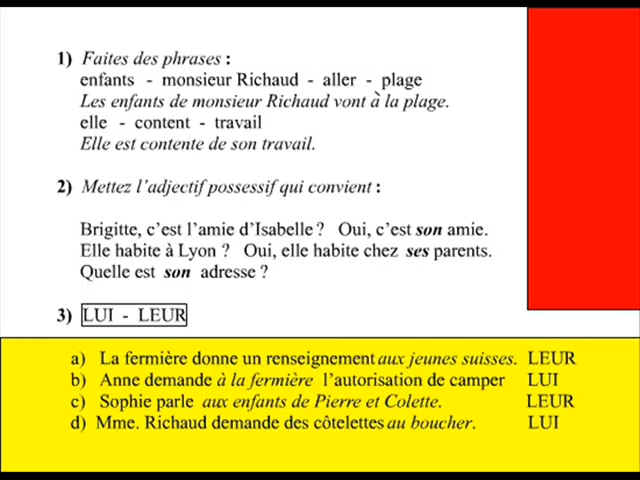 1) Faites des phrases :
enfants - monsieur Richaud - aller - plage
Les enfants de monsieur Richaud vont à la plage.
elle - content - travail
Elle est contente de son travail.
2) Mettez l’adjectif possessif qui convient :
Brigitte, c’est l’amie d’Isabelle ? Oui, c’est son amie.
Elle habite à Lyon ? Oui, elle habite chez ses parents.
Quelle est son adresse ?
3) LUI - LEUR
a) La fermière donne un renseignement aux jeunes suisses. LEUR
b) Anne demande à la fermière l’autorisation de camper LUI
c) Sophie parle aux enfants de Pierre et Colette. LEUR
d) Mme. Richaud demande des côtelettes au boucher. LUI